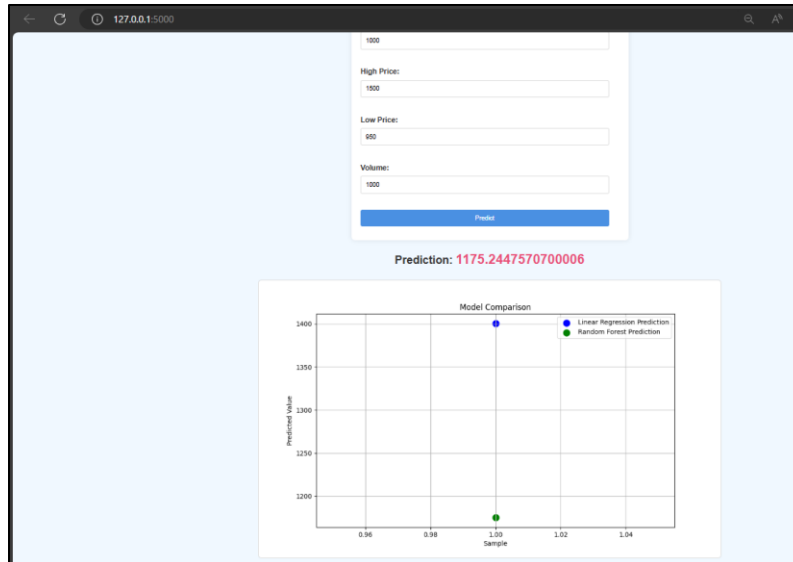 127.0.0.1:5000
1000
High Price:
1500
Low Price:
950
Volume:
1000
Predict
Prediction: 1175.2447570700006
Model Comparison
Linear Regression Prediction
Random Forest Prediction
1400
1350
1300
1250
1200
Predicted Value
0.96 0.98 1.00 1.02 1.04
Sample